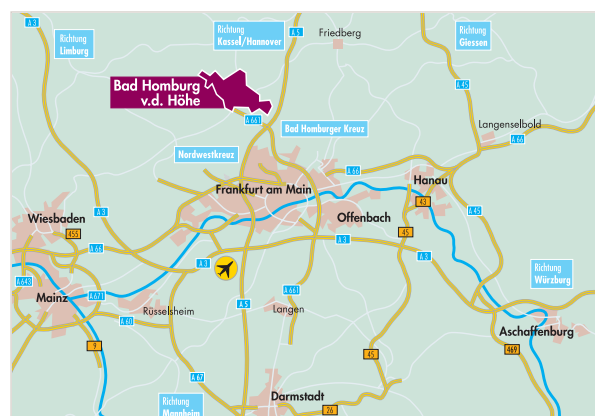 A 3
Richtung
Limburg
Richtung
Kassel/Hannover
A 5
Friedberg
A 45
Richtung
Giessen
Bad Homburg
v.d. Höhe
A 661
Bad Homburger Kreuz
A 45
Langenselbold
A 66
Nordwestkreuz
A 66
Frankfurt am Main
Hanau
43
Wiesbaden
A 3
Offenbach
A 45
455
45
A 66
A 3
A 3
A 3
Richtung
Würzburg
A 643
A 671
Mainz
A 661
A 5
Rüsselsheim
Langen
A 60
Aschaffenburg
9
45
469
A 67
Darmstadt
Richtung
Mannheim
26